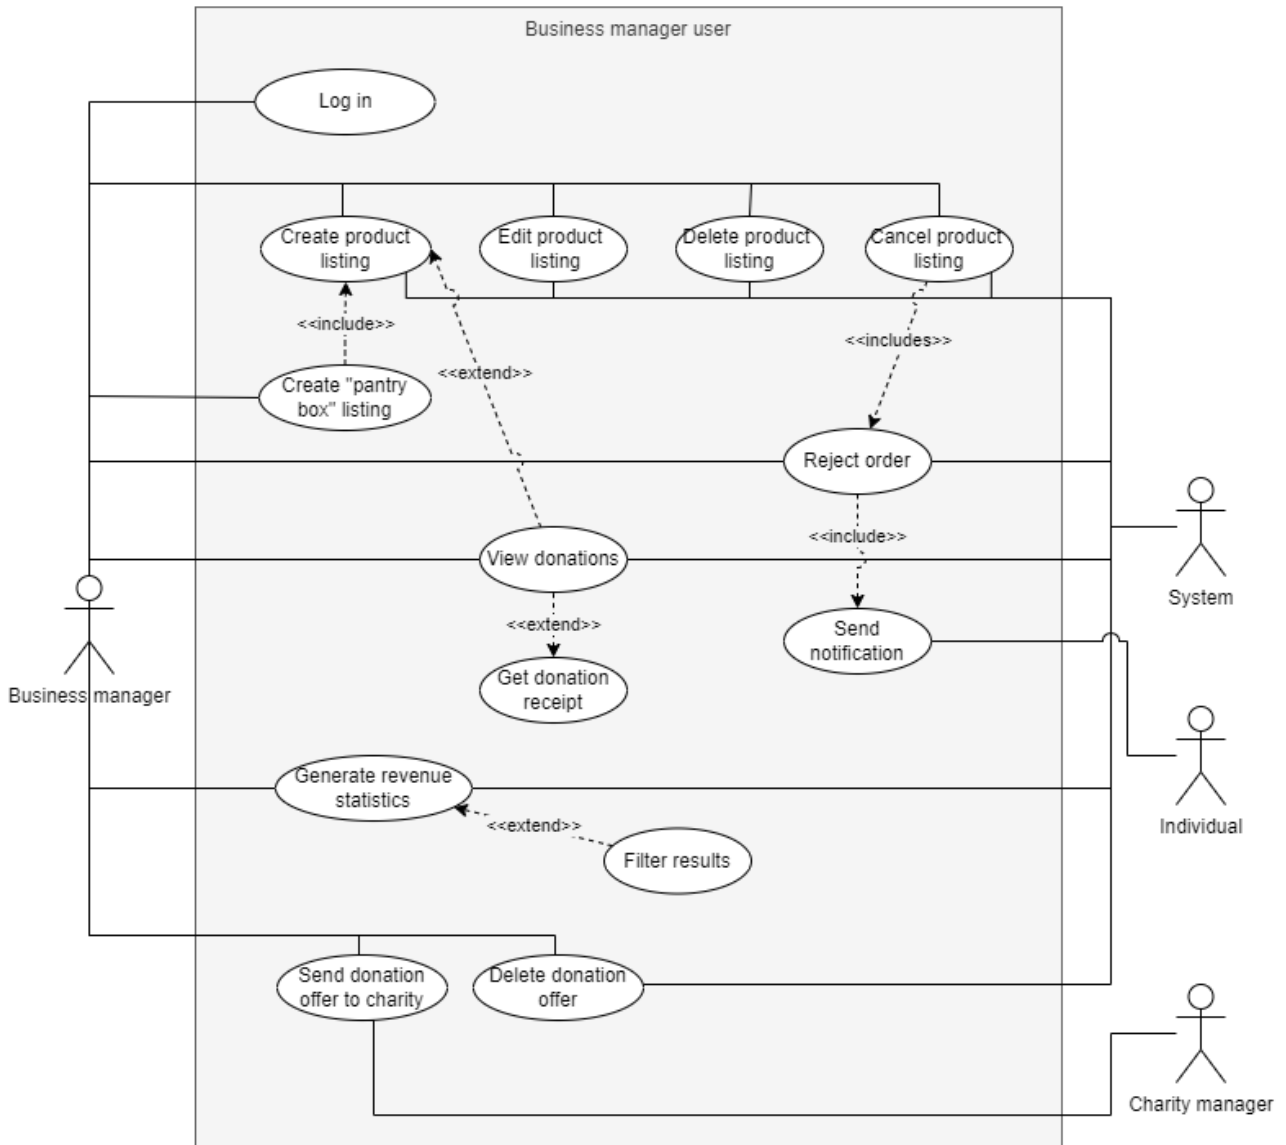 Business manager user
Log in
Create product
listing
Edit product
listing
Delete product
listing
Cancel product
listing
<<include>>
<<includes>>
<<extend>>
Create "pantry
box" listing
Reject order
<<include>>
View donations
System
<<extend>>
Send
notification
Get donation
receipt
Business manager
Generate revenue
statistics
<<extend>>
Individual
Filter results
Send donation
offer to charity
Delete donation
offer
Charity manager